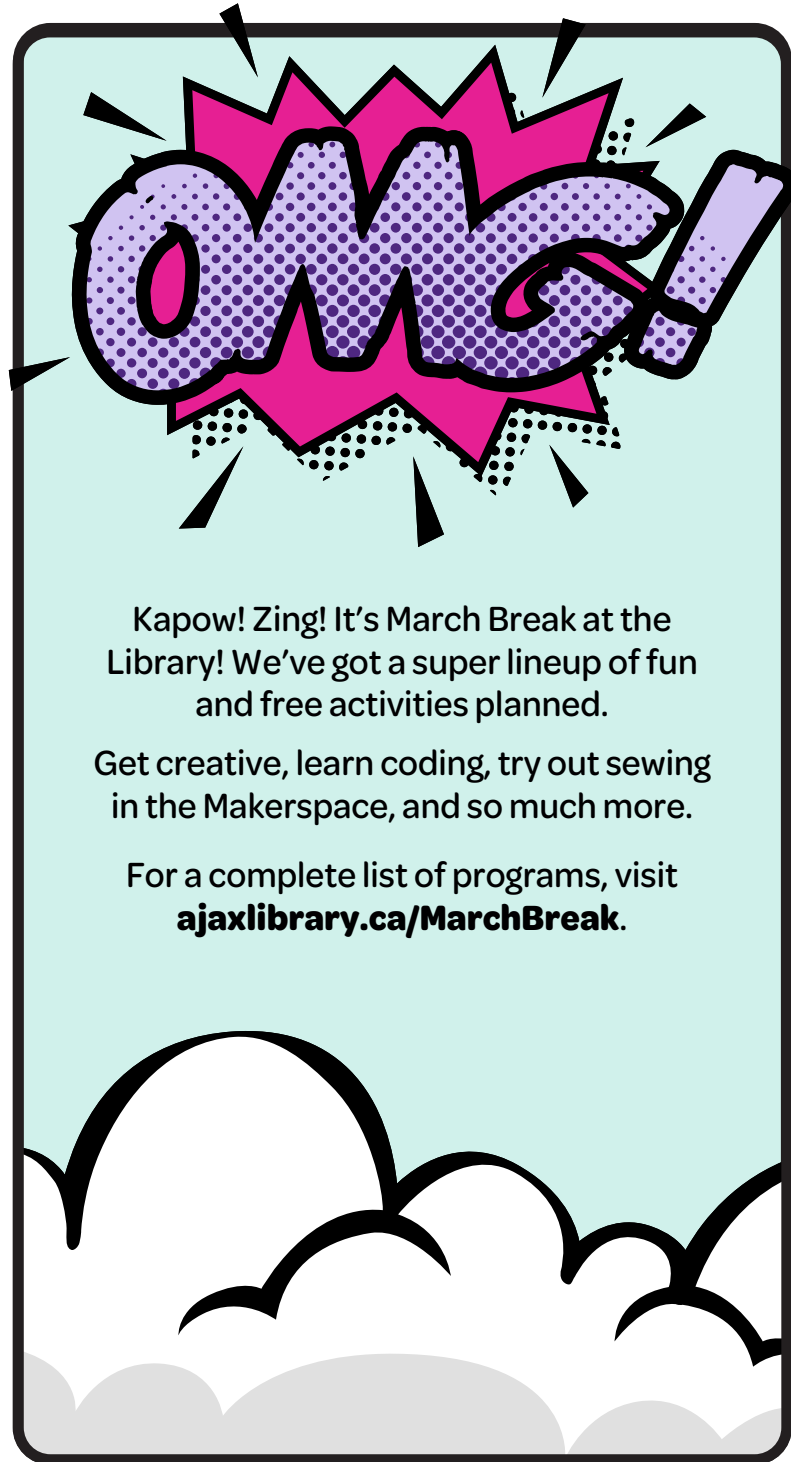 OMG!
Kapow! Zing! It’s March Break at the
Library! We’ve got a super lineup of fun
and free activities planned.
Get creative, learn coding, try out sewing
in the Makerspace, and so much more.
For a complete list of programs, visit
ajaxlibrary.ca/MarchBreak.